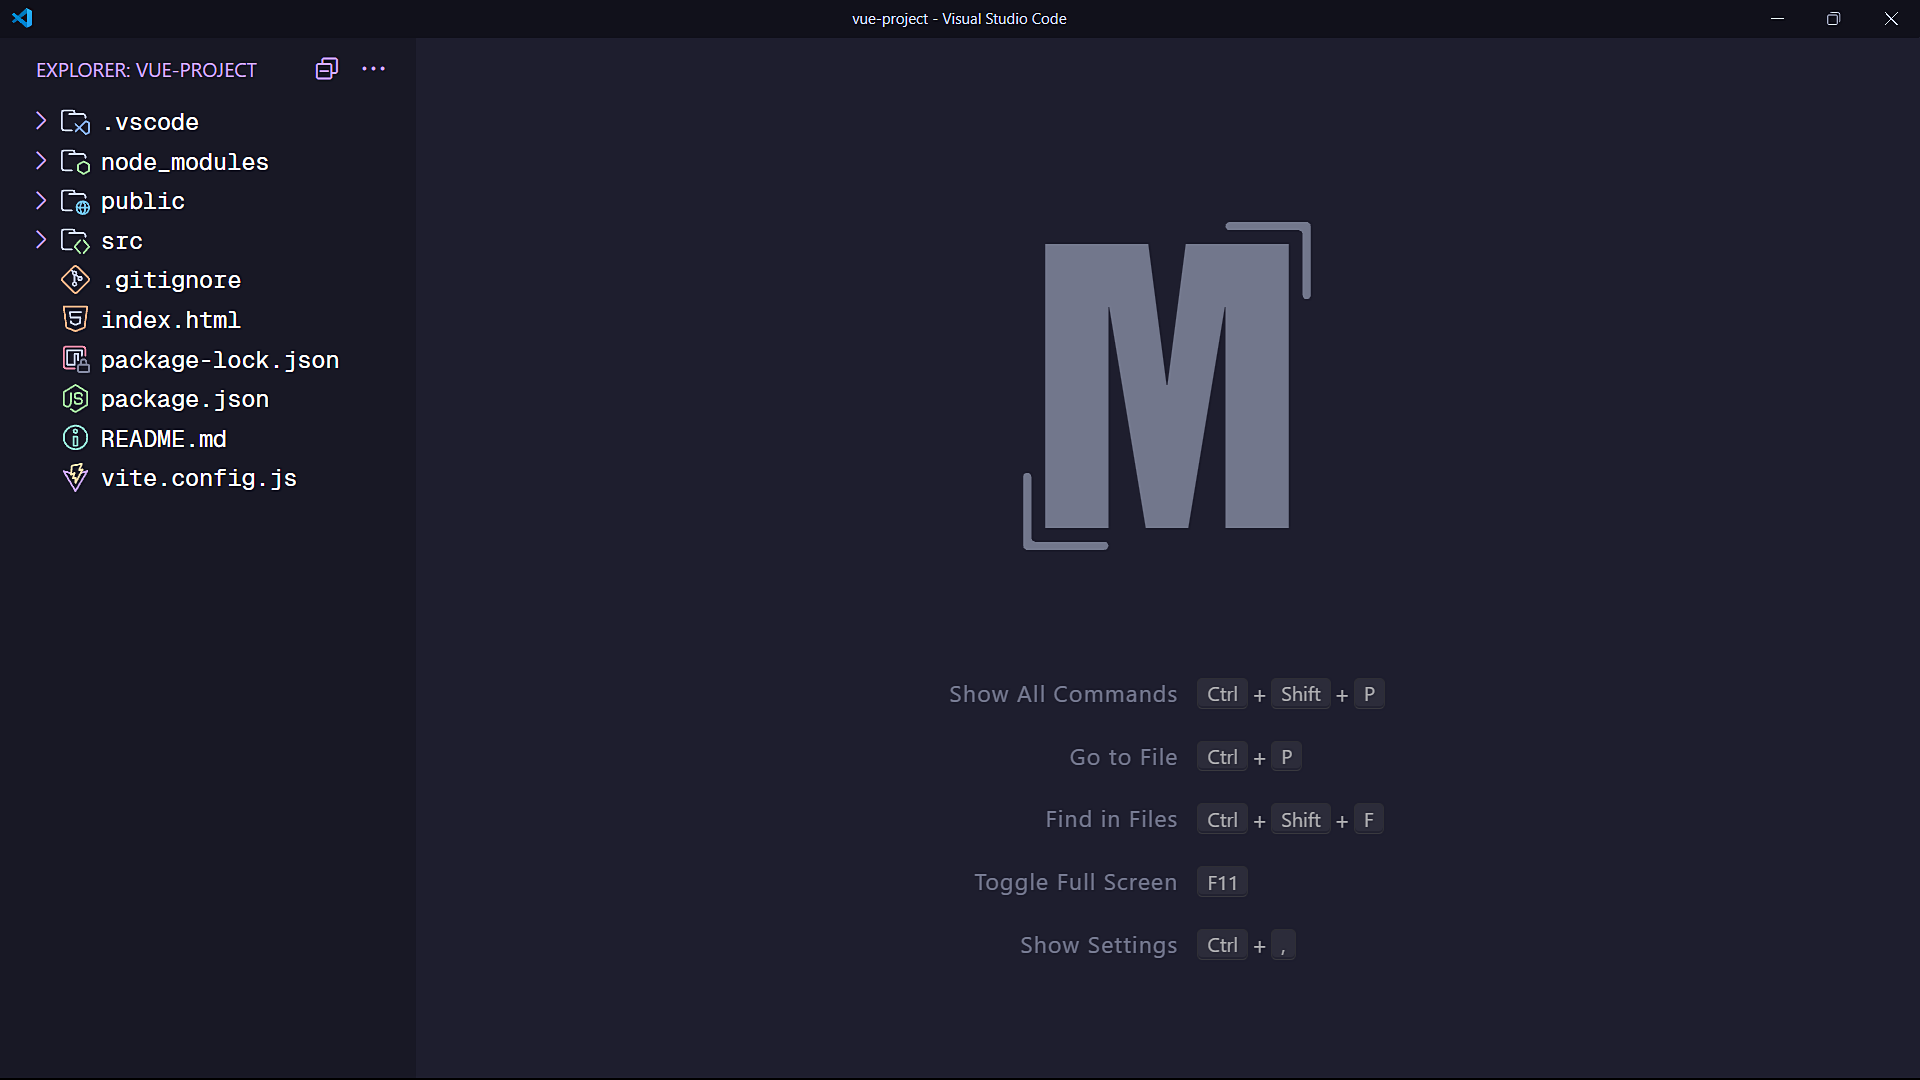 vue-project - Visual Studio Code
EXPLORER: VUE-PROJECT
.vscode
node_modules
public
src
.gitignore
index.html
package-lock.json
package.json
README.md
vite.config.js
M
Show All Commands Ctrl + Shift + P
Go to File Ctrl + P
Find in Files Ctrl + Shift + F
Toggle Full Screen F11
Show Settings Ctrl + ,